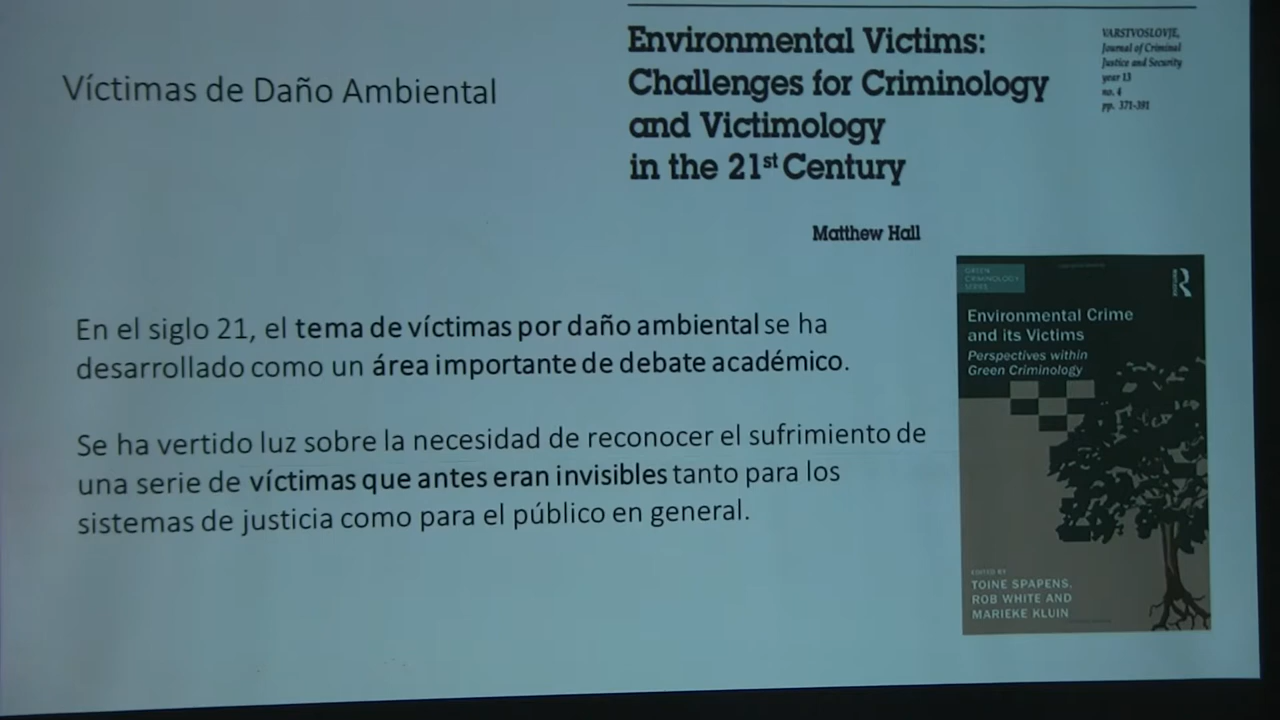 Víctimas de Daño Ambiental
Environmental Victims:
Challenges for Criminology
and Victimology
in the 21st Century
Matthew Hall
VARSTVOSLOVJE,
Journal of Criminal
Justice and Security
year 13
no. 4
pp. 371-391
En el siglo 21, el tema de víctimas por daño ambiental se ha
desarrollado como un área importante de debate académico.
Se ha vertido luz sobre la necesidad de reconocer el sufrimiento de
una serie de víctimas que antes eran invisibles tanto para los
sistemas de justicia como para el público en general.
GREEN
CRIMINOLOGY
SERIES
R
Environmental Crime
and its Victims
Perspectives within
Green Criminology
EDITED BY
TOINE SPAPENS,
ROB WHITE AND
MARIEKE KLUIN